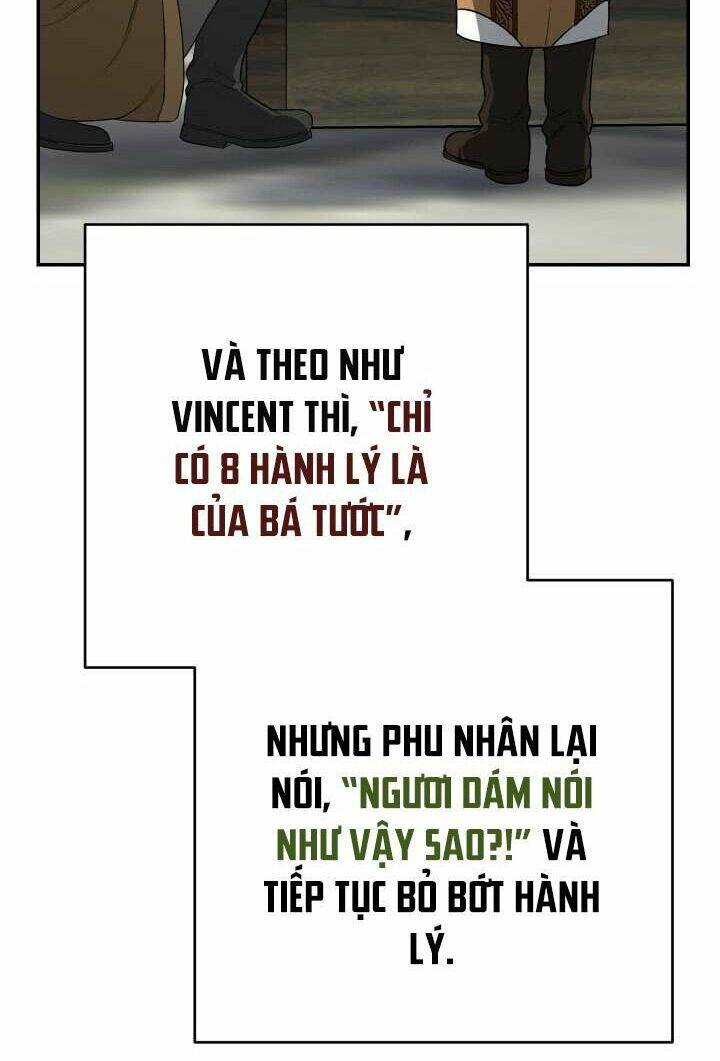 VÀ THEO NHƯ
VINCENT THÌ, “CHỈ
CÓ 8 HÀNH LÝ LÀ
CỦA BÁ TƯỚC”,
NHƯNG PHU NHÂN LẠI
NÓI, “NGƯƠI DÁM NÓI
NHƯ VẬY SAO?!” VÀ
TIẾP TỤC BỎ BỚT HÀNH
LÝ.